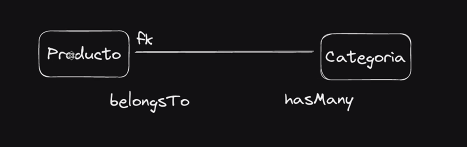 fk
Producto
Categoria
belongsTo
hasMany